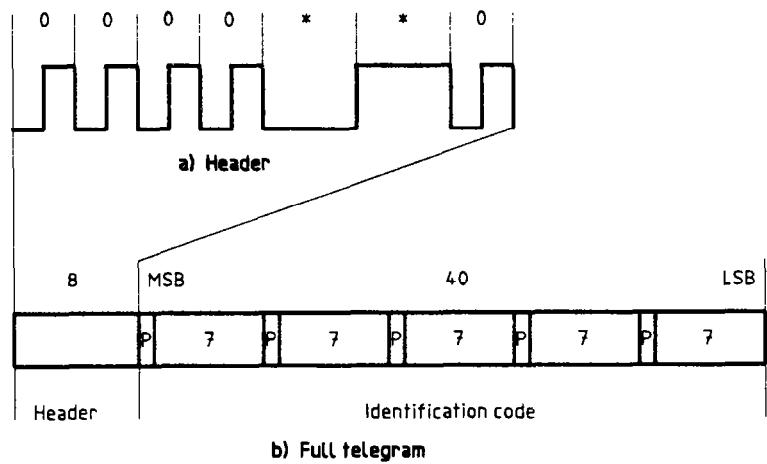 0 0 0 0 * * 0
a) Header
8 MSB 40 LSB
P 7 P 7 P 7 P 7 P 7
Header Identification code
b) Full telegram